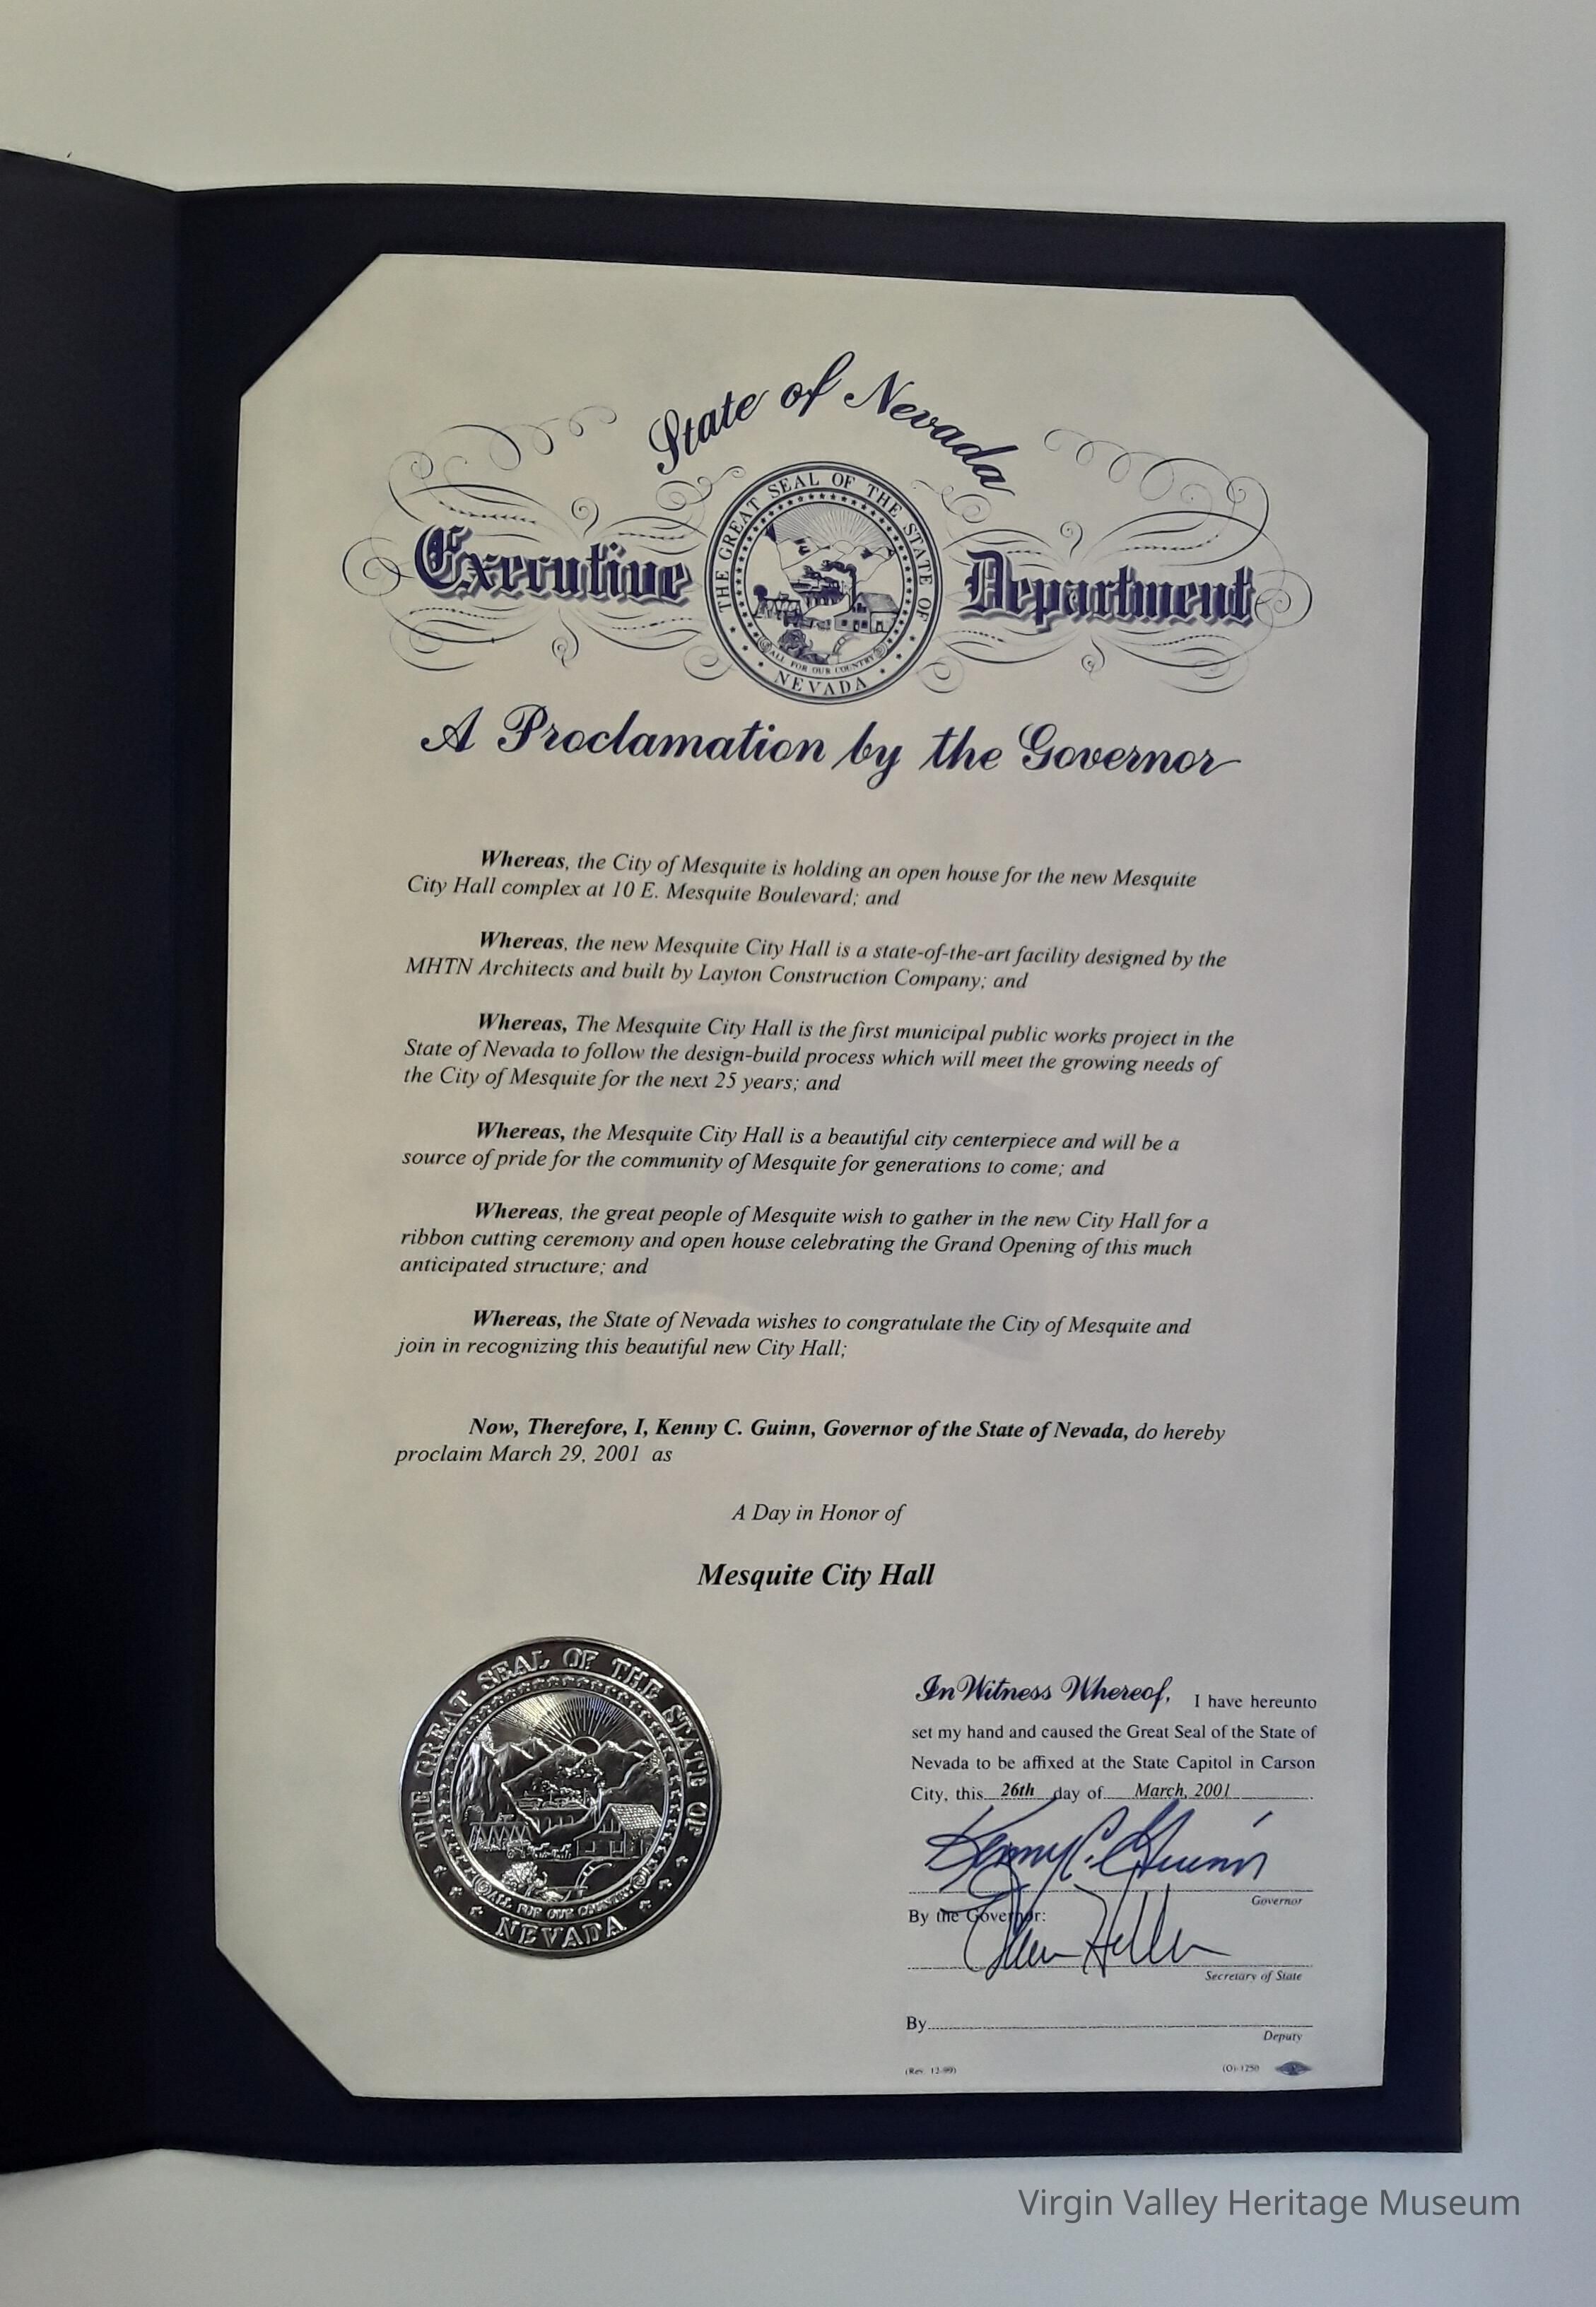 State of Nevada
Executive Department
THE GREAT SEAL OF THE STATE OF
ALL FOR OUR COUNTRY
NEVADA
A Proclamation by the Governor
Whereas, the City of Mesquite is holding an open house for the new Mesquite
City Hall complex at 10 E. Mesquite Boulevard; and
Whereas, the new Mesquite City Hall is a state-of-the-art facility designed by the
MHTN Architects and built by Layton Construction Company; and
Whereas, The Mesquite City Hall is the first municipal public works project in the
State of Nevada to follow the design-build process which will meet the growing needs of
the City of Mesquite for the next 25 years; and
Whereas, the Mesquite City Hall is a beautiful city centerpiece and will be a
source of pride for the community of Mesquite for generations to come; and
Whereas, the great people of Mesquite wish to gather in the new City Hall for a
ribbon cutting ceremony and open house celebrating the Grand Opening of this much
anticipated structure; and
Whereas, the State of Nevada wishes to congratulate the City of Mesquite and
join in recognizing this beautiful new City Hall;
Now, Therefore, I, Kenny C. Guinn, Governor of the State of Nevada, do hereby
proclaim March 29, 2001 as
A Day in Honor of
Mesquite City Hall
THE GREAT SEAL OF THE STATE OF
ALL FOR OUR COUNTRY
NEVADA
In Witness Whereof, I have hereunto
set my hand and caused the Great Seal of the State of
Nevada to be affixed at the State Capitol in Carson
City, this 26th day of March, 2001
Kenny C. Guinn
Governor
By the Governor:
Dean Heller
Secretary of State
By
Deputy
(Rev. 12-99) (O)-1250
Virgin Valley Heritage Museum